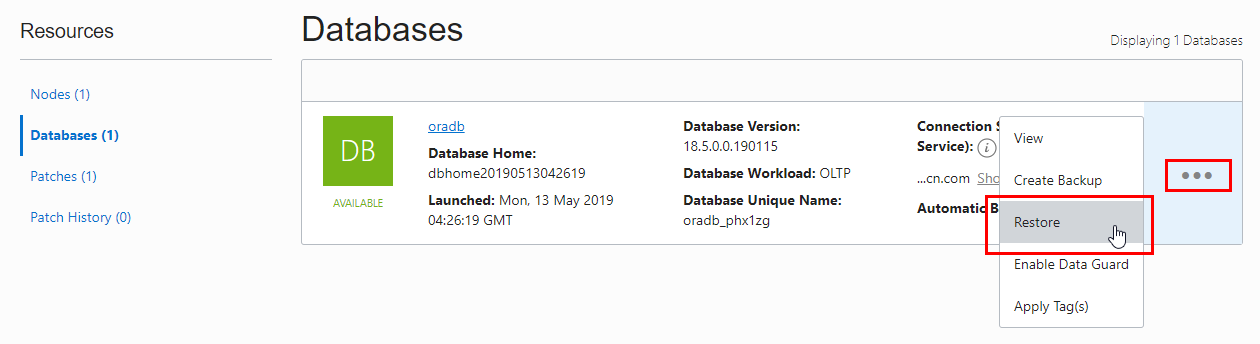 Resources
Nodes (1)
Databases (1)
Patches (1)
Patch History (0)
Databases
Displaying 1 Databases
DB
AVAILABLE
oradb
Database Home:
dbhome20190513042619
Launched: Mon, 13 May 2019
04:26:19 GMT
Database Version:
18.5.0.0.190115
Database Workload: OLTP
Database Unique Name:
oradb_phx1zg
Connection S
Service):
...cn.com Sho
Automatic B
View
Create Backup
Restore
Enable Data Guard
Apply Tag(s)